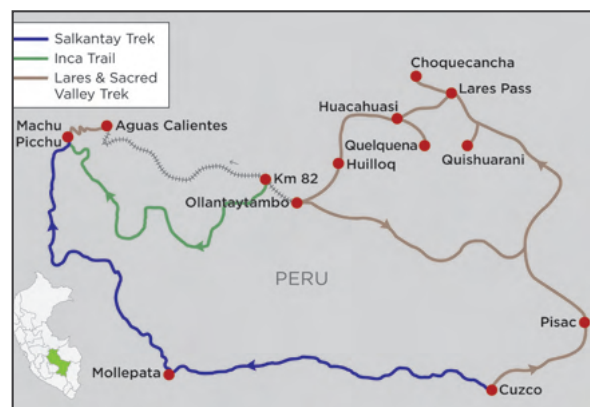 Salkantay Trek
Inca Trail
Lares & Sacred
Valley Trek
Choquecancha
Lares Pass
Huacahuasi
Machu
Picchu
Aguas Calientes
Quelquena
Quishuarani
Huilloq
Km 82
Ollantaytambo
PERU
Pisac
Mollepata
Cuzco